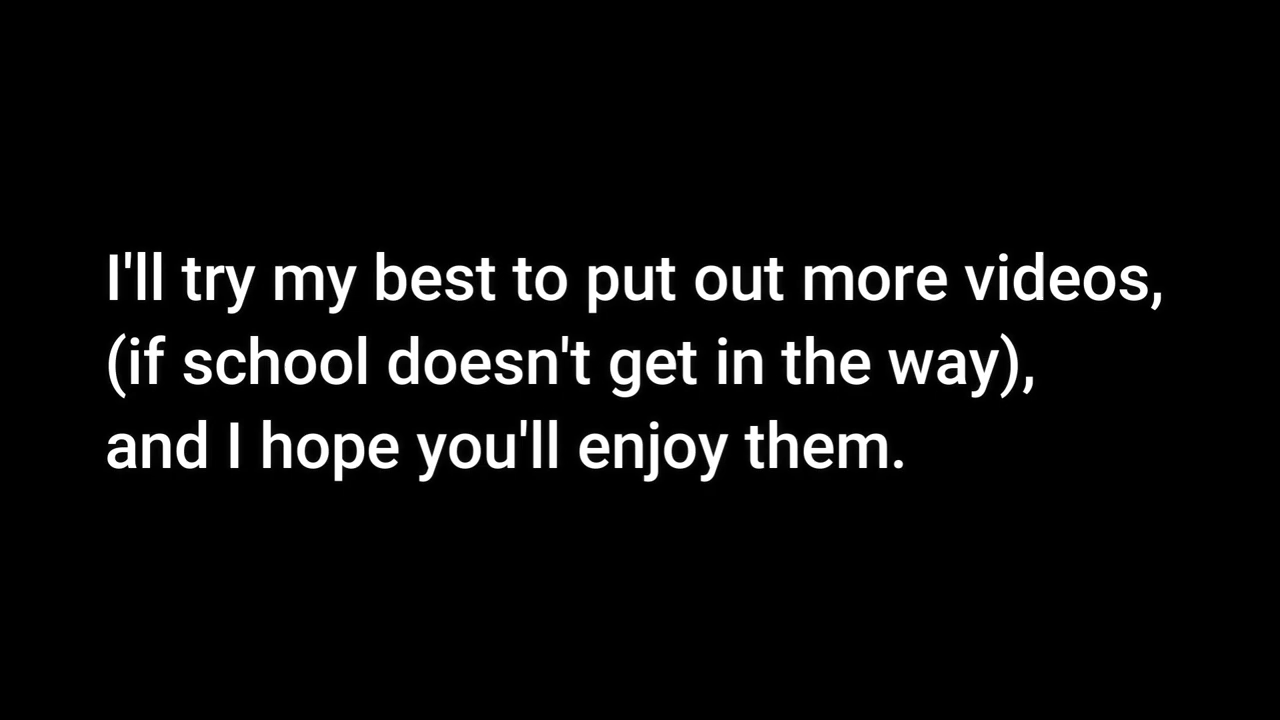 I'll try my best to put out more videos,
(if school doesn't get in the way),
and I hope you'll enjoy them.